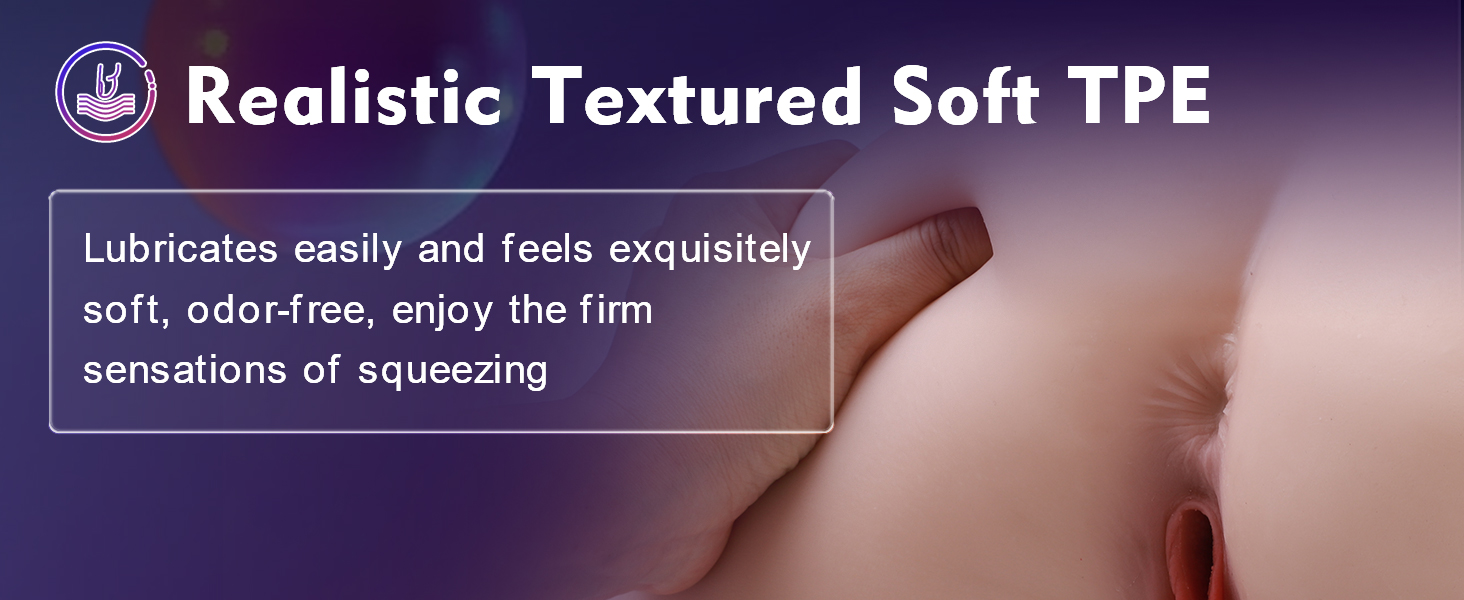 Realistic Textured Soft TPE
Lubricates easily and feels exquisitely
soft, odor-free, enjoy the firm
sensations of squeezing